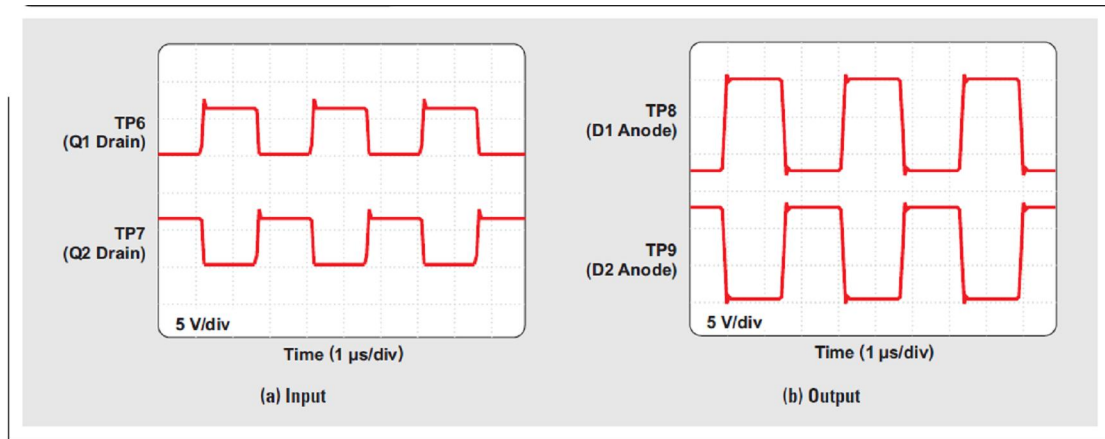 TP6
(Q1 Drain)
TP7
(Q2 Drain)
5 V/div
Time (1 µs/div)
(a) Input
TP8
(D1 Anode)
TP9
(D2 Anode)
5 V/div
Time (1 µs/div)
(b) Output